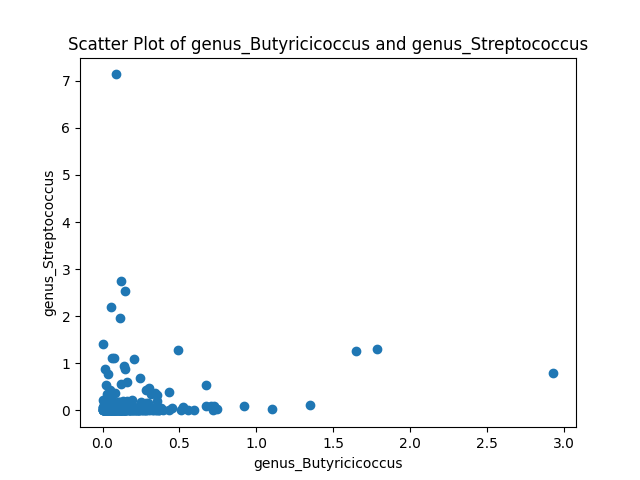 Scatter Plot of genus_Butyricicoccus and genus_Streptococcus
7
6
5
4
3
2
1
0
genus_Streptococcus
0.0 0.5 1.0 1.5 2.0 2.5 3.0
genus_Butyricicoccus